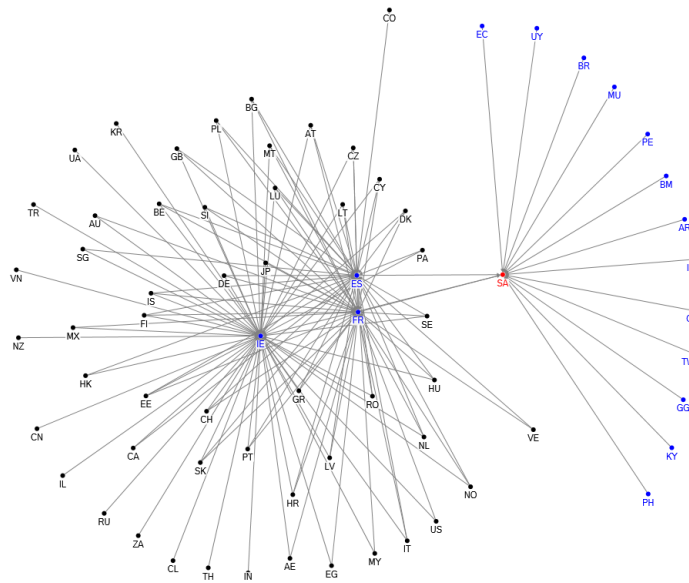 CO
EC
UY
BR
MU
BG
PL
AT
KR
MT
CZ
PE
UA
GB
CY
BM
LU
TR
BE
SI
LT
DK
AR
AU
SG
JP
PA
VN
DE
ES
SA
IS
FI
FR
SE
MX
NZ
IE
TW
HK
HU
EE
GR
RO
GG
CH
CN
VE
CA
PT
NL
KY
SK
LV
IL
NO
PH
HR
RU
US
ZA
IT
CL
TH
IN
AE
EG
MY